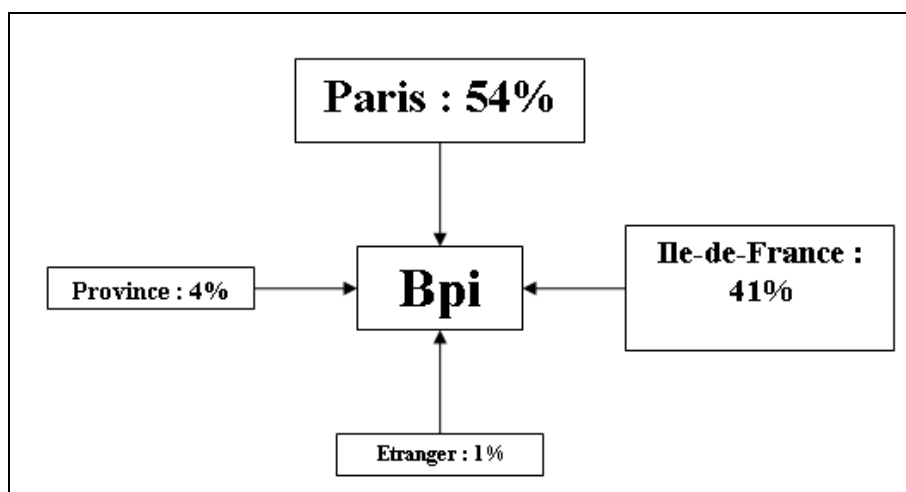 Paris : 54%
Province : 4%
Bpi
Ile-de-France :
41%
Etranger : 1%